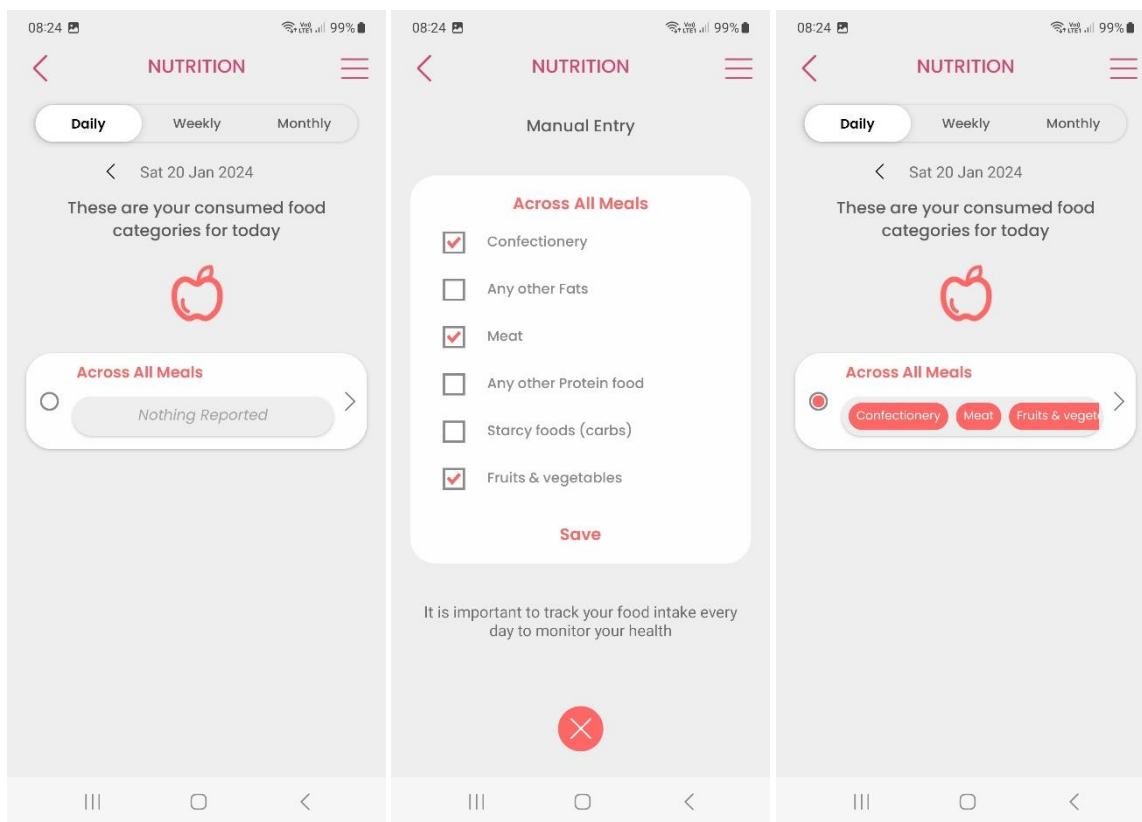 08:24
99%
NUTRITION
Daily Weekly Monthly
Sat 20 Jan 2024
These are your consumed food
categories for today
Across All Meals
Nothing Reported
08:24
99%
NUTRITION
Manual Entry
Across All Meals
Confectionery
Any other Fats
Meat
Any other Protein food
Starcy foods (carbs)
Fruits & vegetables
Save
It is important to track your food intake every
day to monitor your health
08:24
99%
NUTRITION
Daily Weekly Monthly
Sat 20 Jan 2024
These are your consumed food
categories for today
Across All Meals
Confectionery Meat Fruits &